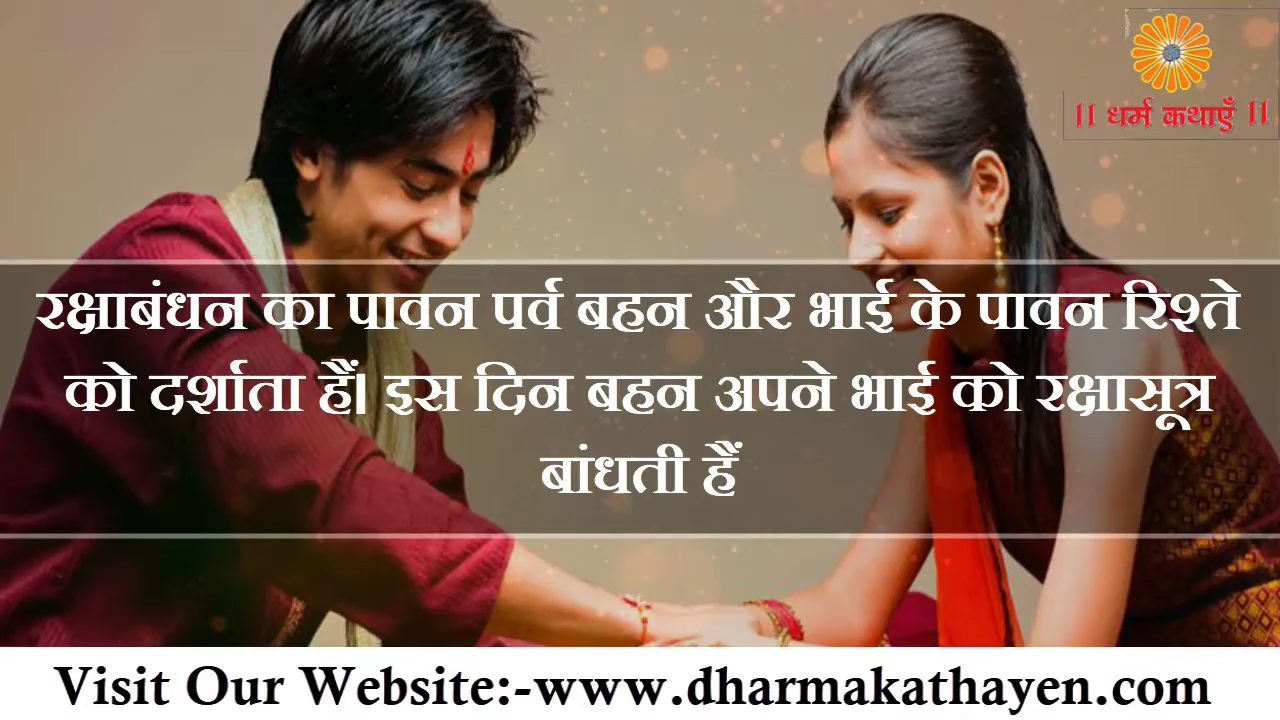 || धर्म कथाएँ ||
रक्षाबंधन का पावन पर्व बहन और भाई के पावन रिश्ते
को दर्शाता हैं। इस दिन बहन अपने भाई को रक्षासूत्र
बांधती हैं
Visit Our Website:-www.dharmakathayen.com